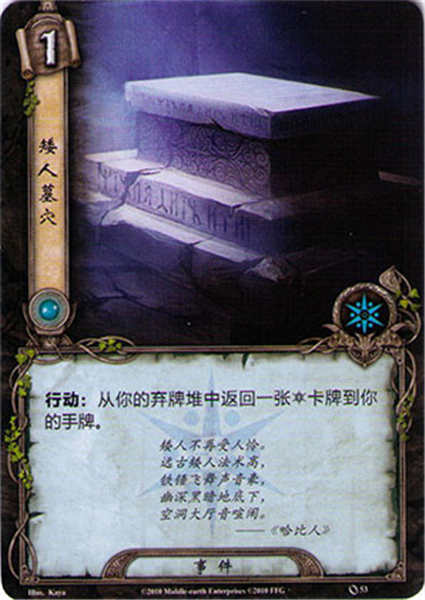 1
矮人墓穴
行动：从你的弃牌堆中返回一张卡牌到你
的手牌。
矮人不再受人怜。
远古矮人法术高，
铁锤飞舞声音豪，
幽深黑暗地底下，
空洞大厅音喧闹。
——《哈比人》
事件
Illus. Kaya
©2010 Middle-earth Enterprises ©2010 FFG
53